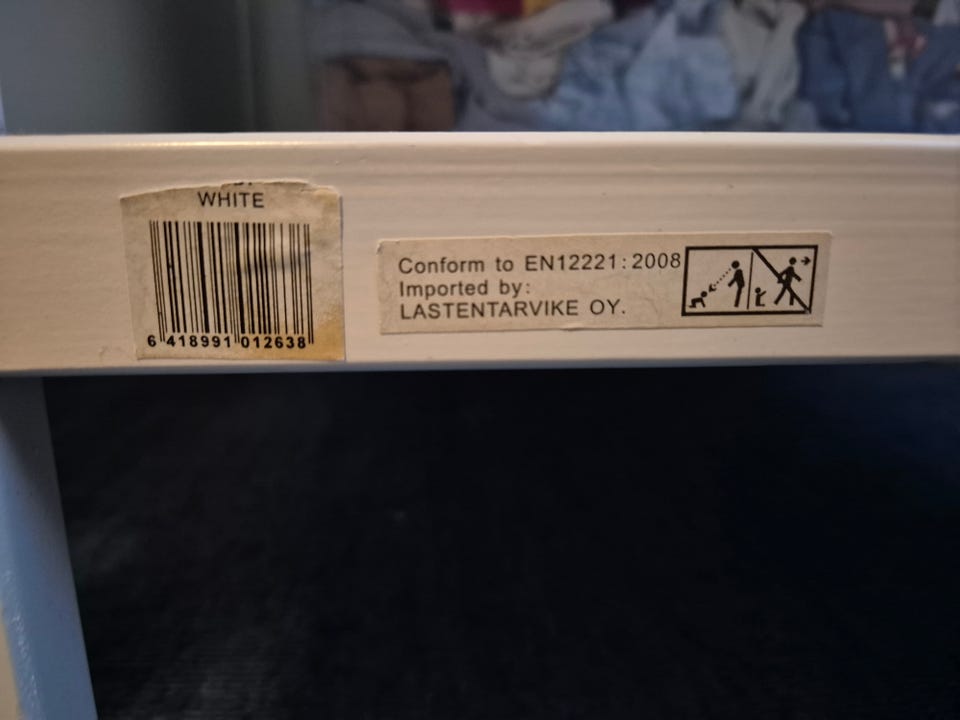 WHITE
6 418991 012638
Conform to EN12221:2008
Imported by:
LASTENTARVIKE OY.